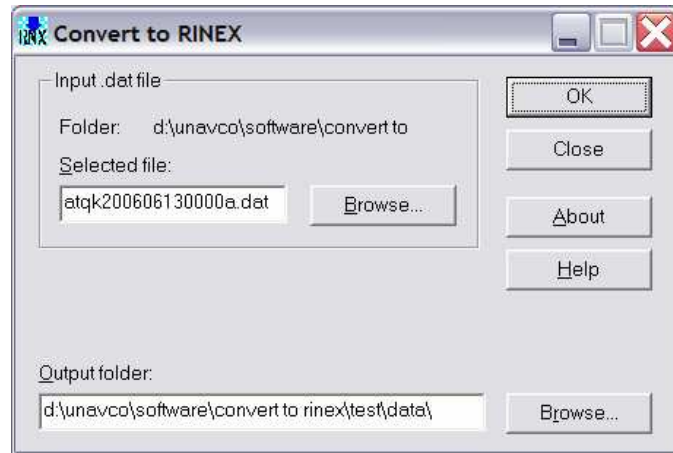 RINX Convert to RINEX
Input .dat file
Folder: d:\unavco\software\convert to
Selected file:
atqk200606130000a.dat
Browse...
OK
Close
About
Help
Output folder:
d:\unavco\software\convert to rinex\test\data\
Browse...